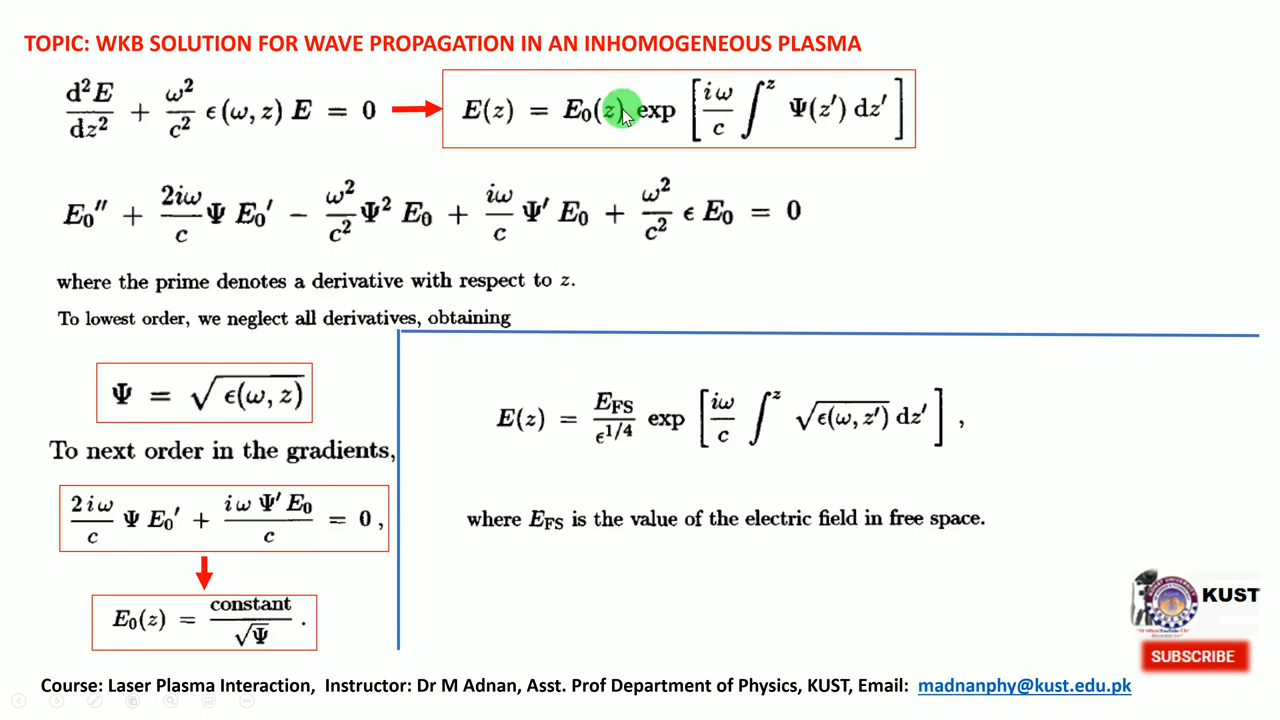 TOPIC: WKB SOLUTION FOR WAVE PROPAGATION IN AN INHOMOGENEOUS PLASMA
d²E/dz² + ω²/c² ϵ(ω, z) E = 0 → E(z) = E₀(z) exp [iω/c ∫ᶻ Ψ(z′) dz′]
E₀″ + 2iω/c Ψ E₀′ − ω²/c² Ψ² E₀ + iω/c Ψ′ E₀ + ω²/c² ϵ E₀ = 0
where the prime denotes a derivative with respect to z.
To lowest order, we neglect all derivatives, obtaining
Ψ = √ϵ(ω, z)
To next order in the gradients,
2iω/c Ψ E₀′ + iω Ψ′ E₀/c = 0 ,
E₀(z) = constant/√Ψ .
E(z) = E_FS/ϵ^1/4 exp [iω/c ∫ᶻ √ϵ(ω, z′) dz′] ,
where E_FS is the value of the electric field in free space.
KUST
SUBSCRIBE
Course: Laser Plasma Interaction, Instructor: Dr M Adnan, Asst. Prof Department of Physics, KUST, Email: madnanphy@kust.edu.pk